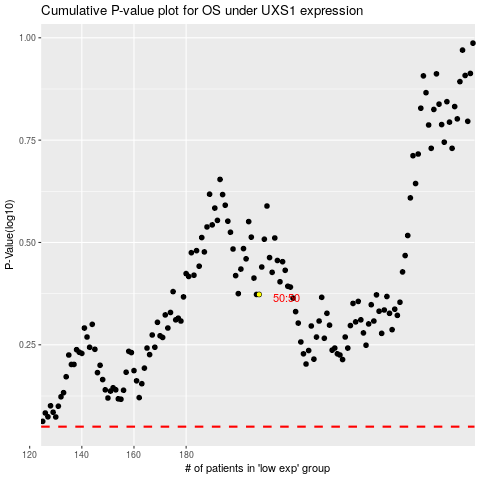 Cumulative P-value plot for OS under UXS1 expression
P-Value(log10)
1.00
0.75
0.50
0.25
50:50
120 140 160 180
# of patients in 'low exp' group